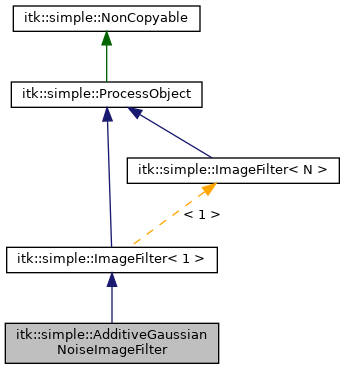 itk::simple::NonCopyable
itk::simple::ProcessObject
itk::simple::ImageFilter< N >
< 1 >
itk::simple::ImageFilter< 1 >
itk::simple::AdditiveGaussian
NoiseImageFilter